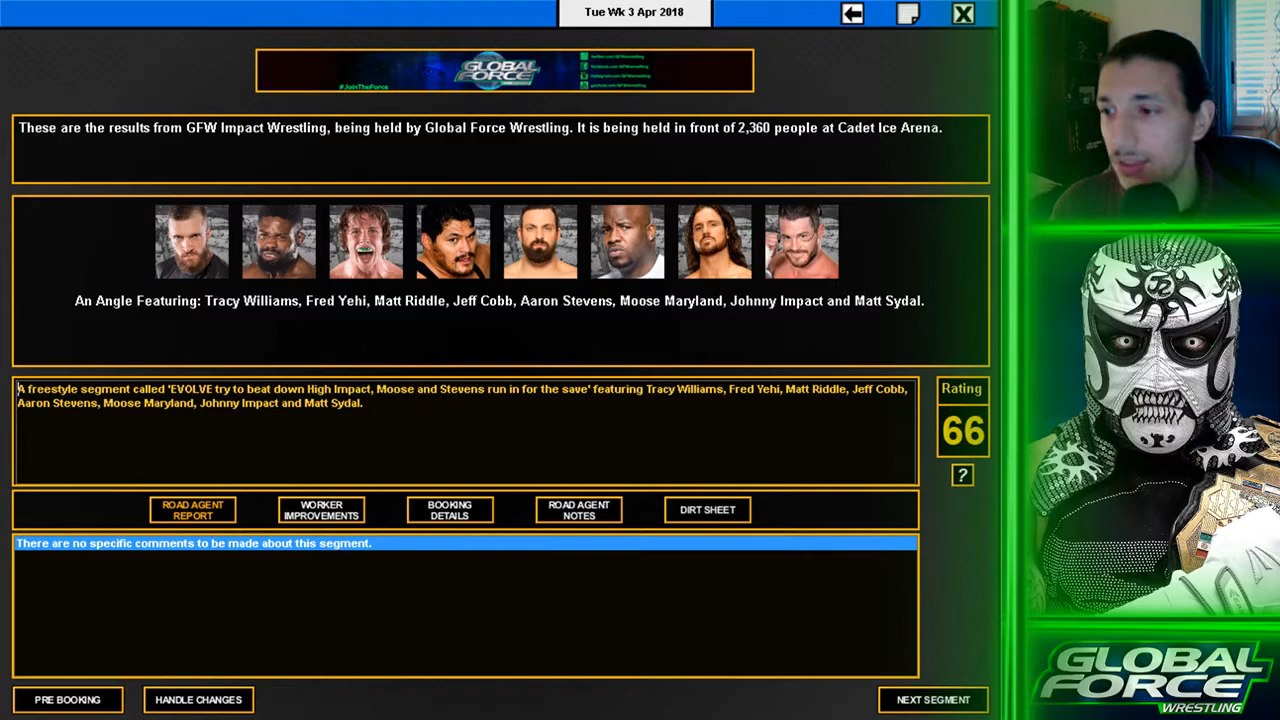 Tue Wk 3 Apr 2018
GLOBAL
FORCE
#JoinTheForce
These are the results from GFW Impact Wrestling, being held by Global Force Wrestling. It is being held in front of 2,360 people at Cadet Ice Arena.
An Angle Featuring: Tracy Williams, Fred Yehi, Matt Riddle, Jeff Cobb, Aaron Stevens, Moose Maryland, Johnny Impact and Matt Sydal.
A freestyle segment called 'EVOLVE try to beat down High Impact, Moose and Stevens run in for the save' featuring Tracy Williams, Fred Yehi, Matt Riddle, Jeff Cobb,
Aaron Stevens, Moose Maryland, Johnny Impact and Matt Sydal.
Rating
66
?
ROAD AGENT
REPORT
WORKER
IMPROVEMENTS
BOOKING
DETAILS
ROAD AGENT
NOTES
DIRT SHEET
There are no specific comments to be made about this segment.
PRE BOOKING
HANDLE CHANGES
NEXT SEGMENT
GLOBAL
FORCE
WRESTLING